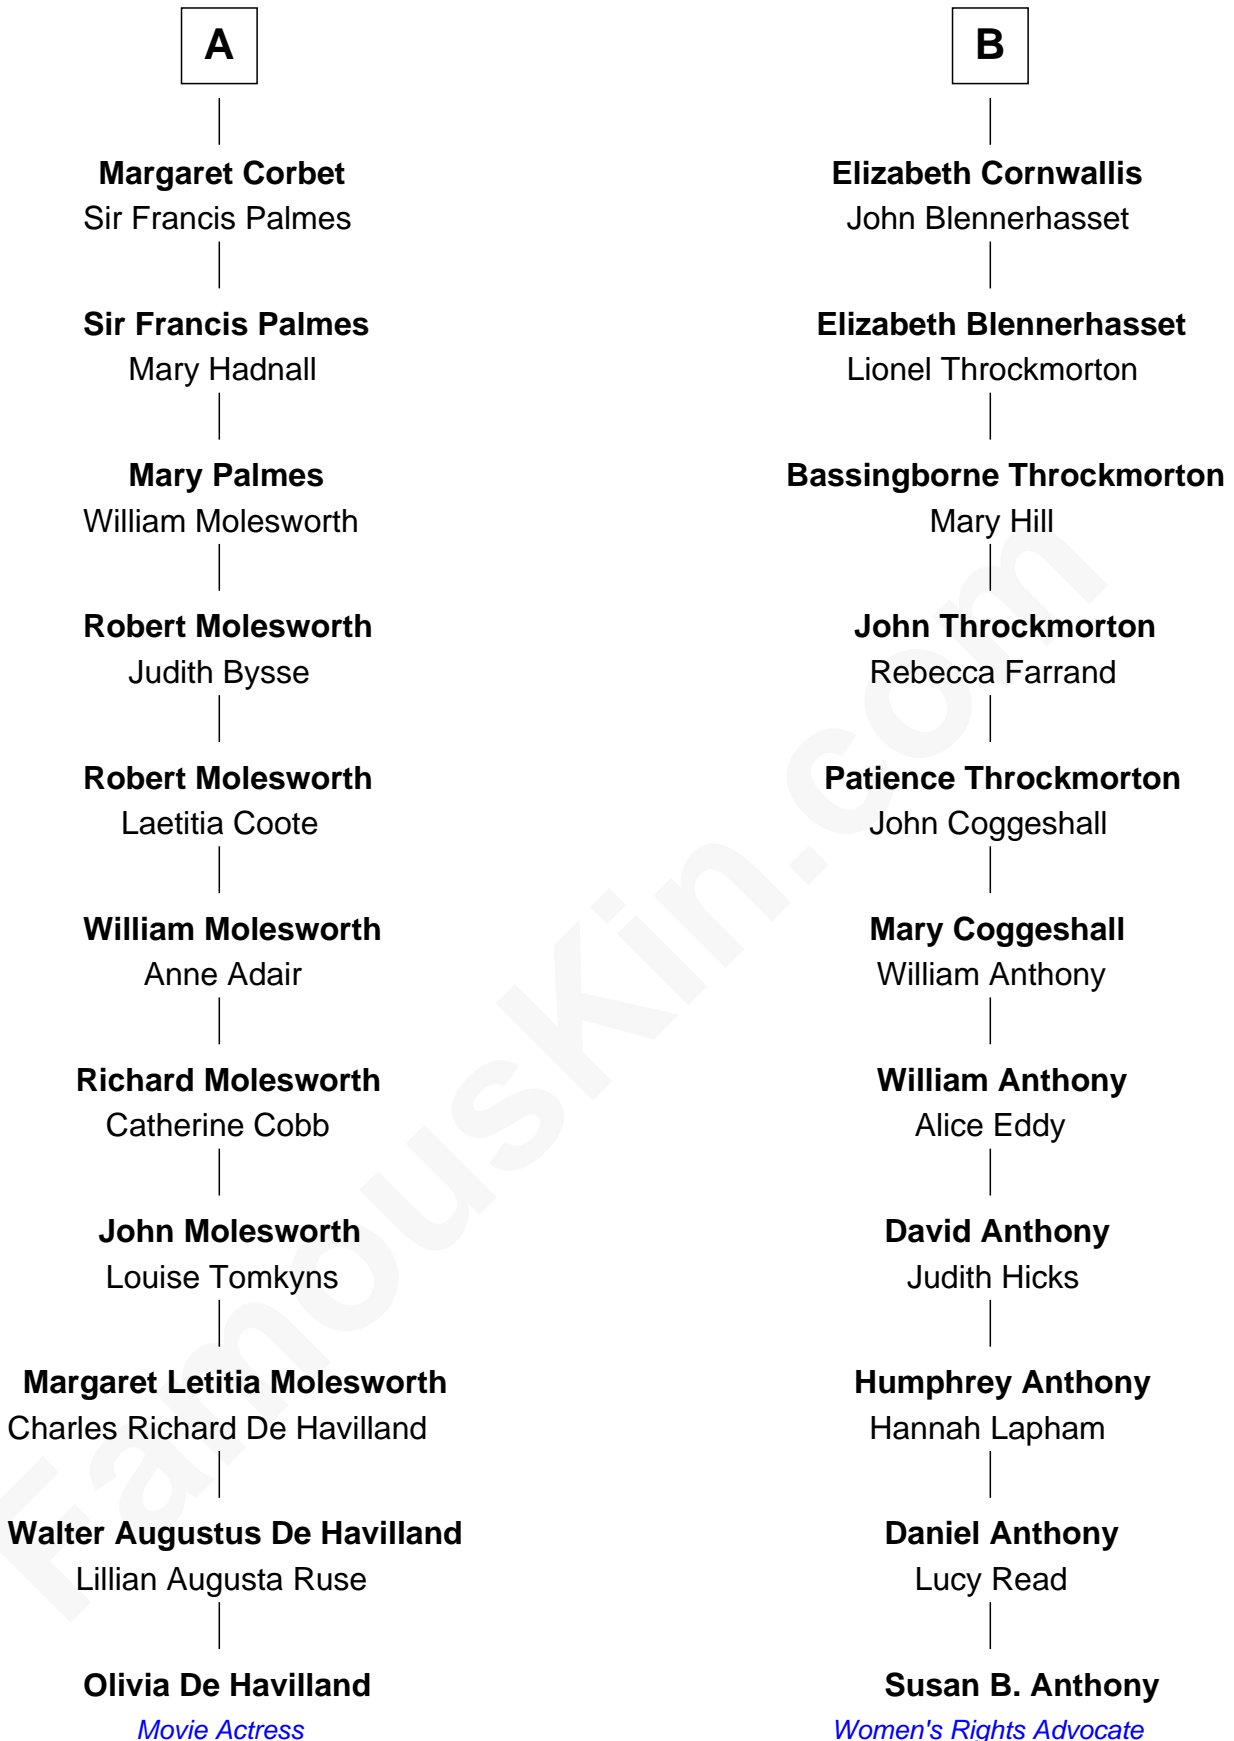 A
Margaret Corbet
Sir Francis Palmes
Sir Francis Palmes
Mary Hadnall
Mary Palmes
William Molesworth
Robert Molesworth
Judith Bysse
Robert Molesworth
Laetitia Coote
William Molesworth
Anne Adair
Richard Molesworth
Catherine Cobb
John Molesworth
Louise Tomkyns
Margaret Letitia Molesworth
Charles Richard De Havilland
Walter Augustus De Havilland
Lillian Augusta Ruse
Olivia De Havilland
Movie Actress
B
Elizabeth Cornwallis
John Blennerhasset
Elizabeth Blennerhasset
Lionel Throckmorton
Bassingborne Throckmorton
Mary Hill
John Throckmorton
Rebecca Farrand
Patience Throckmorton
John Coggeshall
Mary Coggeshall
William Anthony
William Anthony
Alice Eddy
David Anthony
Judith Hicks
Humphrey Anthony
Hannah Lapham
Daniel Anthony
Lucy Read
Susan B. Anthony
Women's Rights Advocate
FamousKin.com